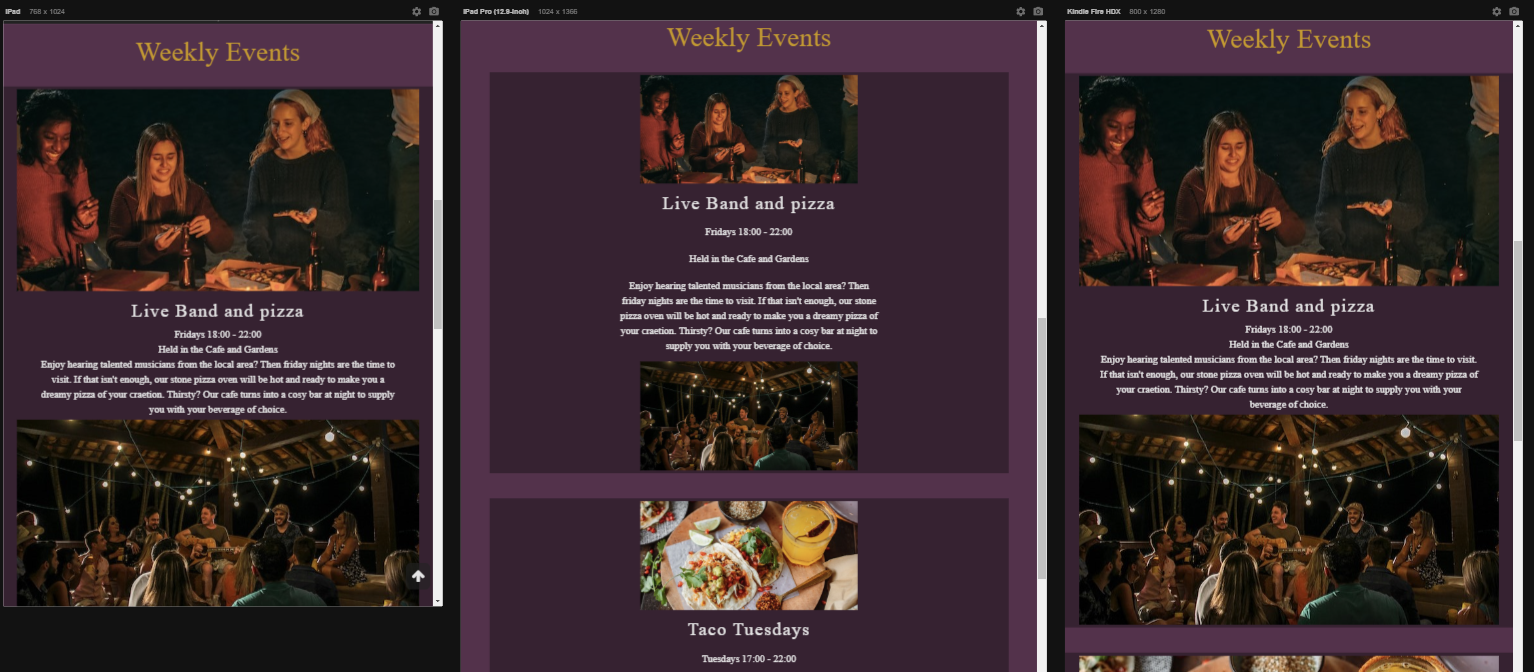 iPad 768 x 1024
Weekly Events
Live Band and pizza
Fridays 18:00 - 22:00
Held in the Cafe and Gardens
Enjoy hearing talented musicians from the local area? Then friday nights are the time to
visit. If that isn't enough, our stone pizza oven will be hot and ready to make you a
dreamy pizza of your craetion. Thirsty? Our cafe turns into a cosy bar at night to supply
you with your beverage of choice.
iPad Pro (12.9-inch) 1024 x 1366
Weekly Events
Live Band and pizza
Fridays 18:00 - 22:00
Held in the Cafe and Gardens
Enjoy hearing talented musicians from the local area? Then
friday nights are the time to visit. If that isn't enough, our stone
pizza oven will be hot and ready to make you a dreamy pizza of
your craetion. Thirsty? Our cafe turns into a cosy bar at night to
supply you with your beverage of choice.
Taco Tuesdays
Tuesdays 17:00 - 22:00
Kindle Fire HDX 800 x 1280
Weekly Events
Live Band and pizza
Fridays 18:00 - 22:00
Held in the Cafe and Gardens
Enjoy hearing talented musicians from the local area? Then friday nights are the time to visit.
If that isn't enough, our stone pizza oven will be hot and ready to make you a dreamy pizza of
your craetion. Thirsty? Our cafe turns into a cosy bar at night to supply you with your
beverage of choice.